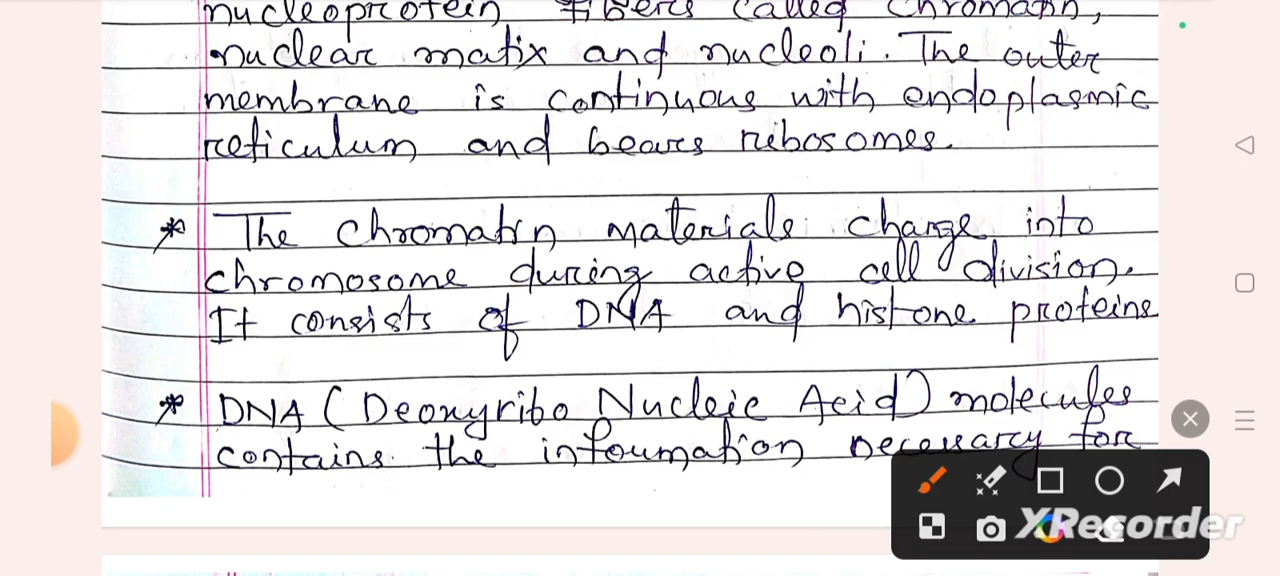 nucleoprotein fibers called Chromatin,
nuclear matix and nucleoli. The outer
membrane is continuous with endoplasmic
reticulum and bears ribosomes.
* The chromatin materials change into
chromosome during active cell division.
It consists of DNA and histone proteins
* DNA (Deoxyribo Nucleic Acid) molecules
contains the information necessary for
XRecorder